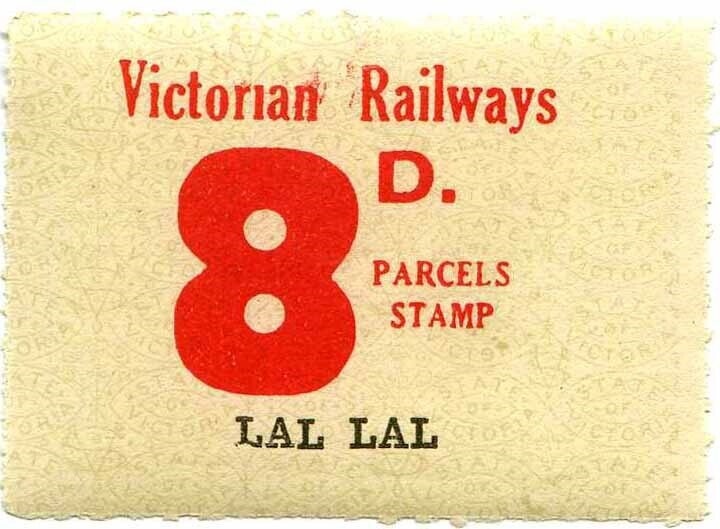 Victorian Railways
8D.
PARCELS
STAMP
LAL LAL